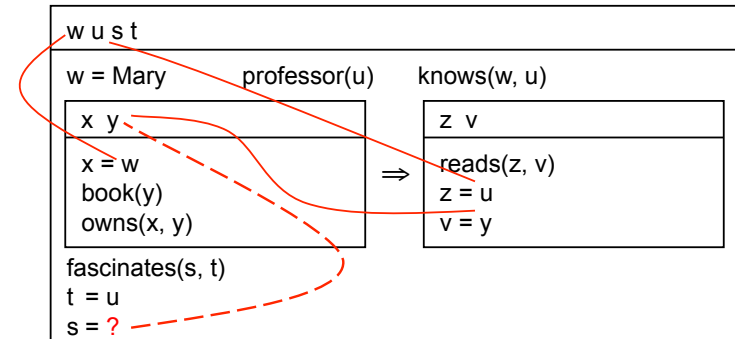 w u s t
w = Mary professor(u) knows(w, u)
x y
x = w
book(y)
owns(x, y)
⇒
z v
reads(z, v)
z = u
v = y
fascinates(s, t)
t = u
s = ?